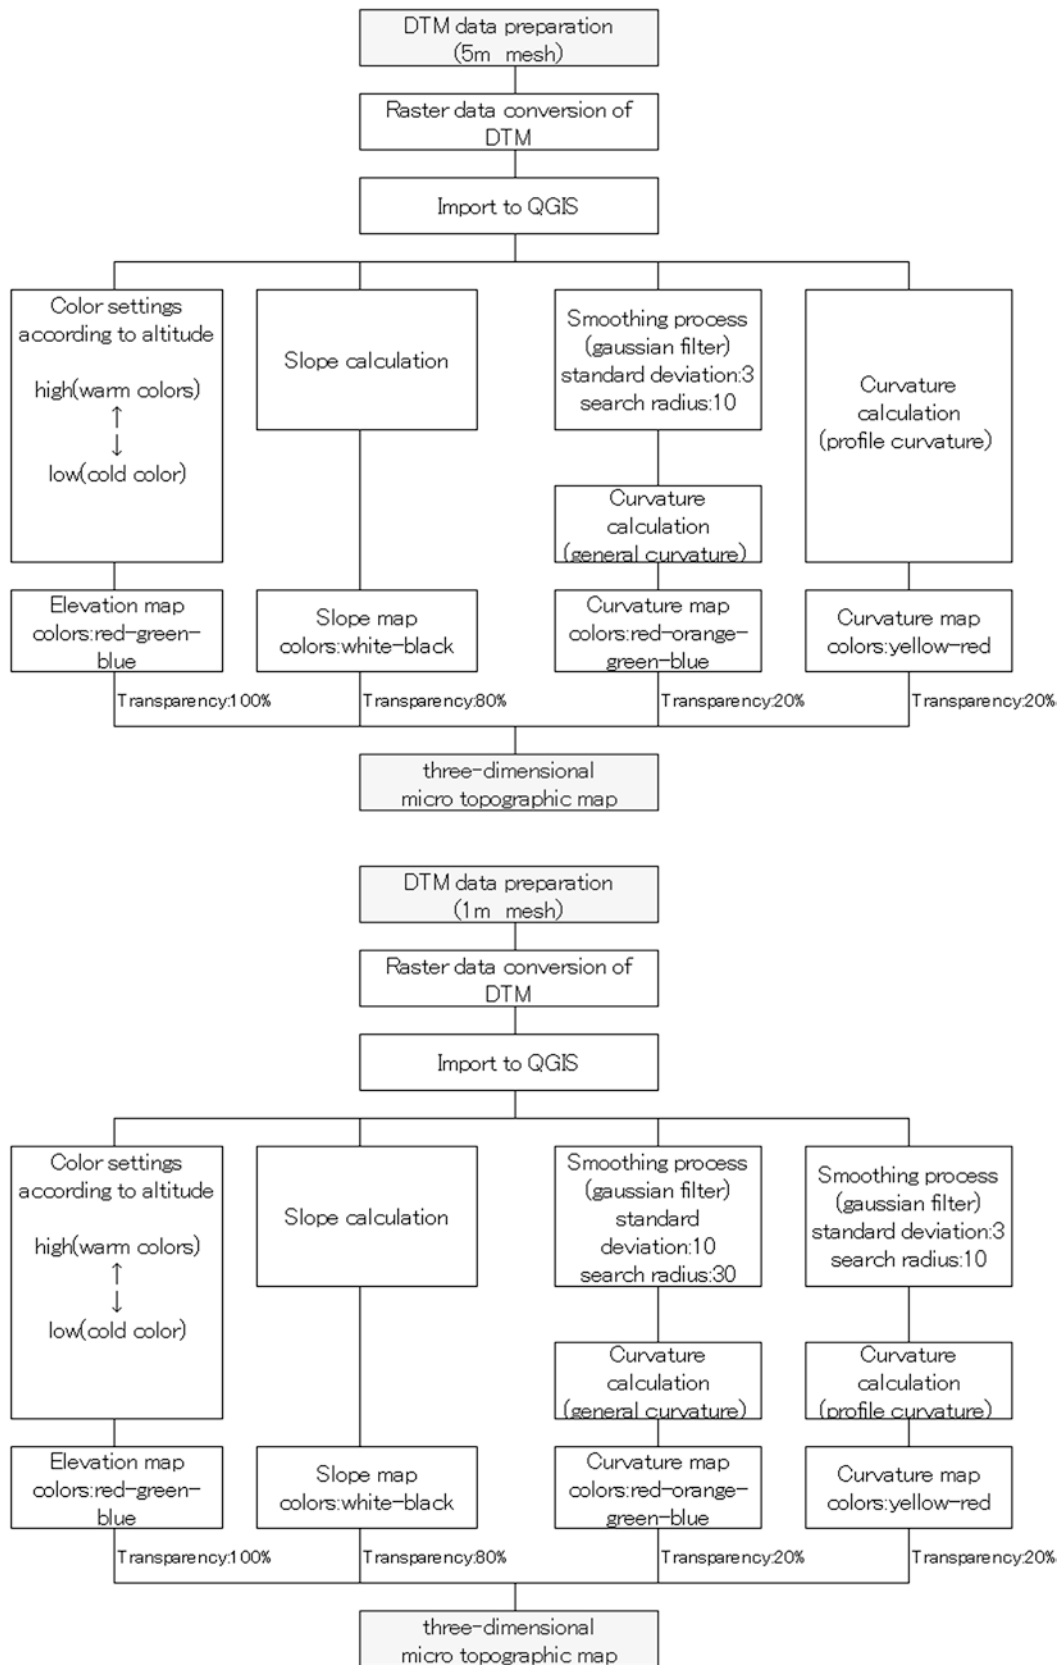 DTM data preparation
(5m mesh)
Raster data conversion of
DTM
Import to QGIS
Color settings
according to altitude
high(warm colors)
↑
↓
low(cold color)
Slope calculation
Smoothing process
(gaussian filter)
standard deviation:3
search radius:10
Curvature
calculation
(general curvature)
Curvature
calculation
(profile curvature)
Elevation map
colors:red-green-
blue
Slope map
colors:white-black
Curvature map
colors:red-orange-
green-blue
Curvature map
colors:yellow-red
Transparency:100%
Transparency:80%
Transparency:20%
Transparency:20%
three-dimensional
micro topographic map
DTM data preparation
(1m mesh)
Raster data conversion of
DTM
Import to QGIS
Color settings
according to altitude
high(warm colors)
↑
↓
low(cold color)
Slope calculation
Smoothing process
(gaussian filter)
standard
deviation:10
search radius:30
Curvature
calculation
(general curvature)
Smoothing process
(gaussian filter)
standard deviation:3
search radius:10
Curvature
calculation
(profile curvature)
Elevation map
colors:red-green-
blue
Slope map
colors:white-black
Curvature map
colors:red-orange-
green-blue
Curvature map
colors:yellow-red
Transparency:100%
Transparency:80%
Transparency:20%
Transparency:20%
three-dimensional
micro topographic map